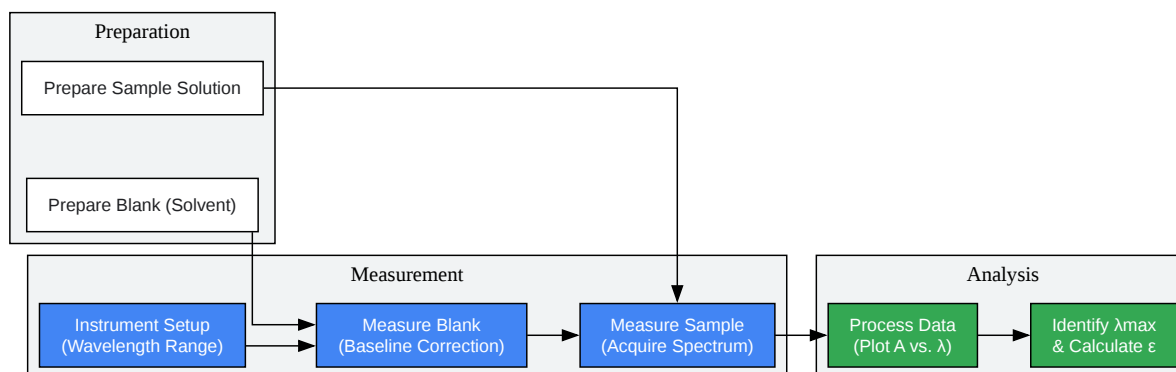 Preparation
Prepare Sample Solution
Prepare Blank (Solvent)
Measurement
Instrument Setup
(Wavelength Range)
Measure Blank
(Baseline Correction)
Measure Sample
(Acquire Spectrum)
Analysis
Process Data
(Plot A vs. λ)
Identify λmax
& Calculate ε